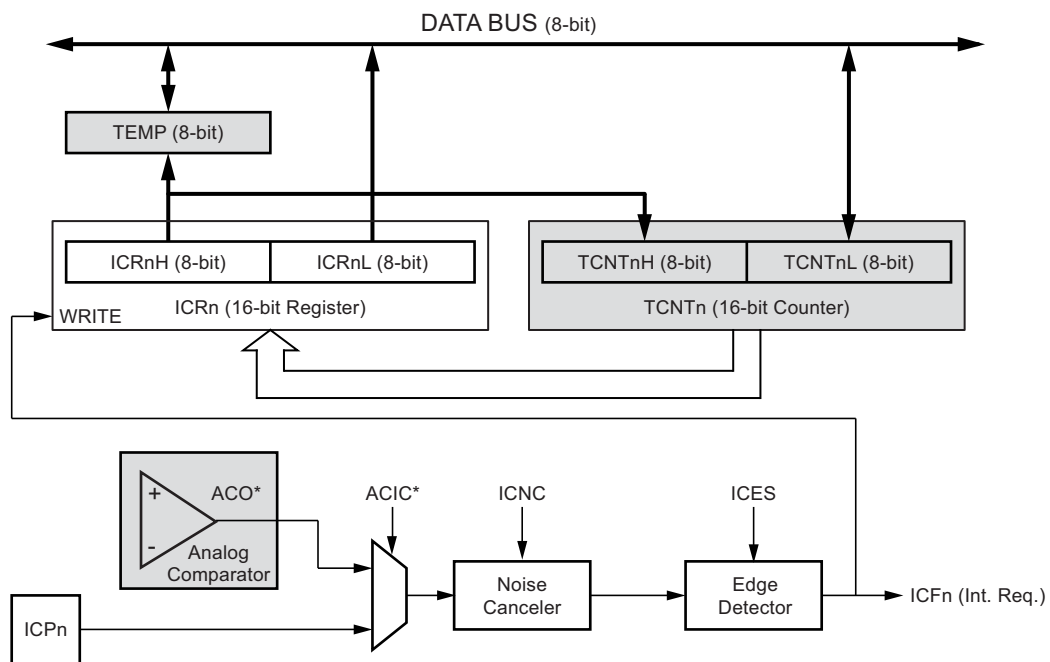 DATA BUS (8-bit)
TEMP (8-bit)
ICRnH (8-bit)
ICRnL (8-bit)
TCNTnH (8-bit)
TCNTnL (8-bit)
WRITE
ICRn (16-bit Register)
TCNTn (16-bit Counter)
+
-
ACO*
Analog
Comparator
ACIC*
ICNC
ICES
Noise
Canceler
Edge
Detector
ICFn (Int. Req.)
ICPn